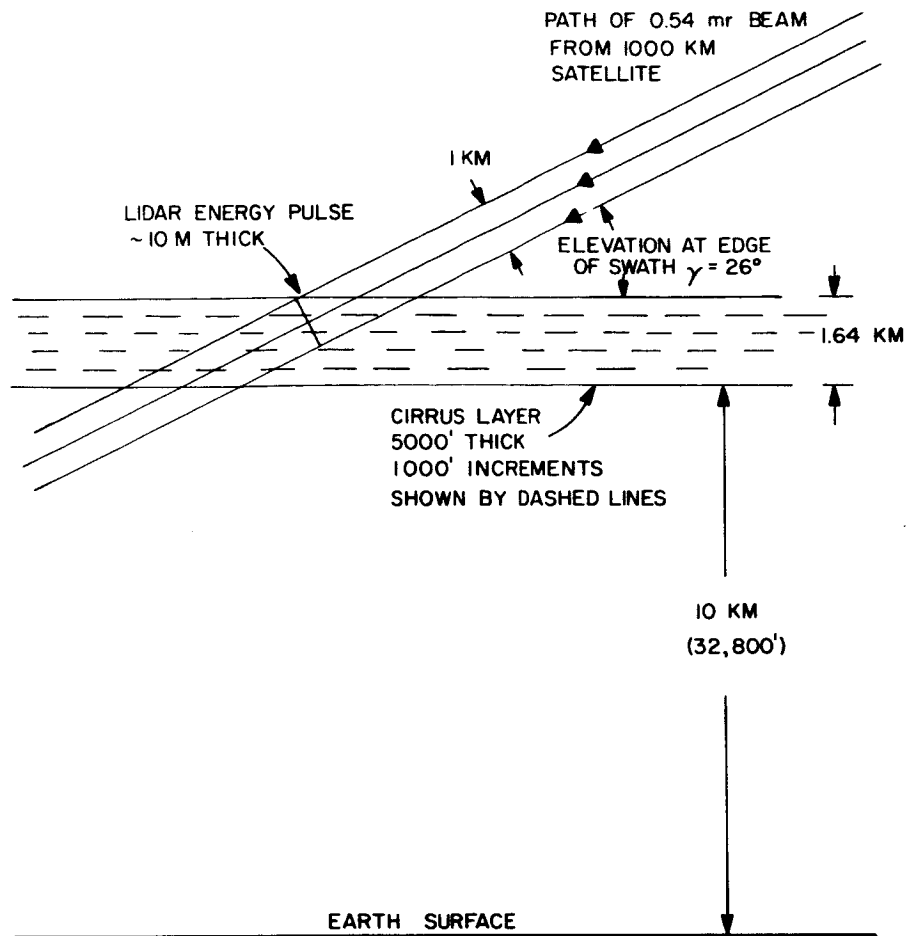 PATH OF 0.54 mr BEAM
FROM 1000 KM
SATELLITE
1 KM
LIDAR ENERGY PULSE
~10 M THICK
ELEVATION AT EDGE
OF SWATH γ = 26°
1.64 KM
CIRRUS LAYER
5000' THICK
1000' INCREMENTS
SHOWN BY DASHED LINES
10 KM
(32,800')
EARTH SURFACE